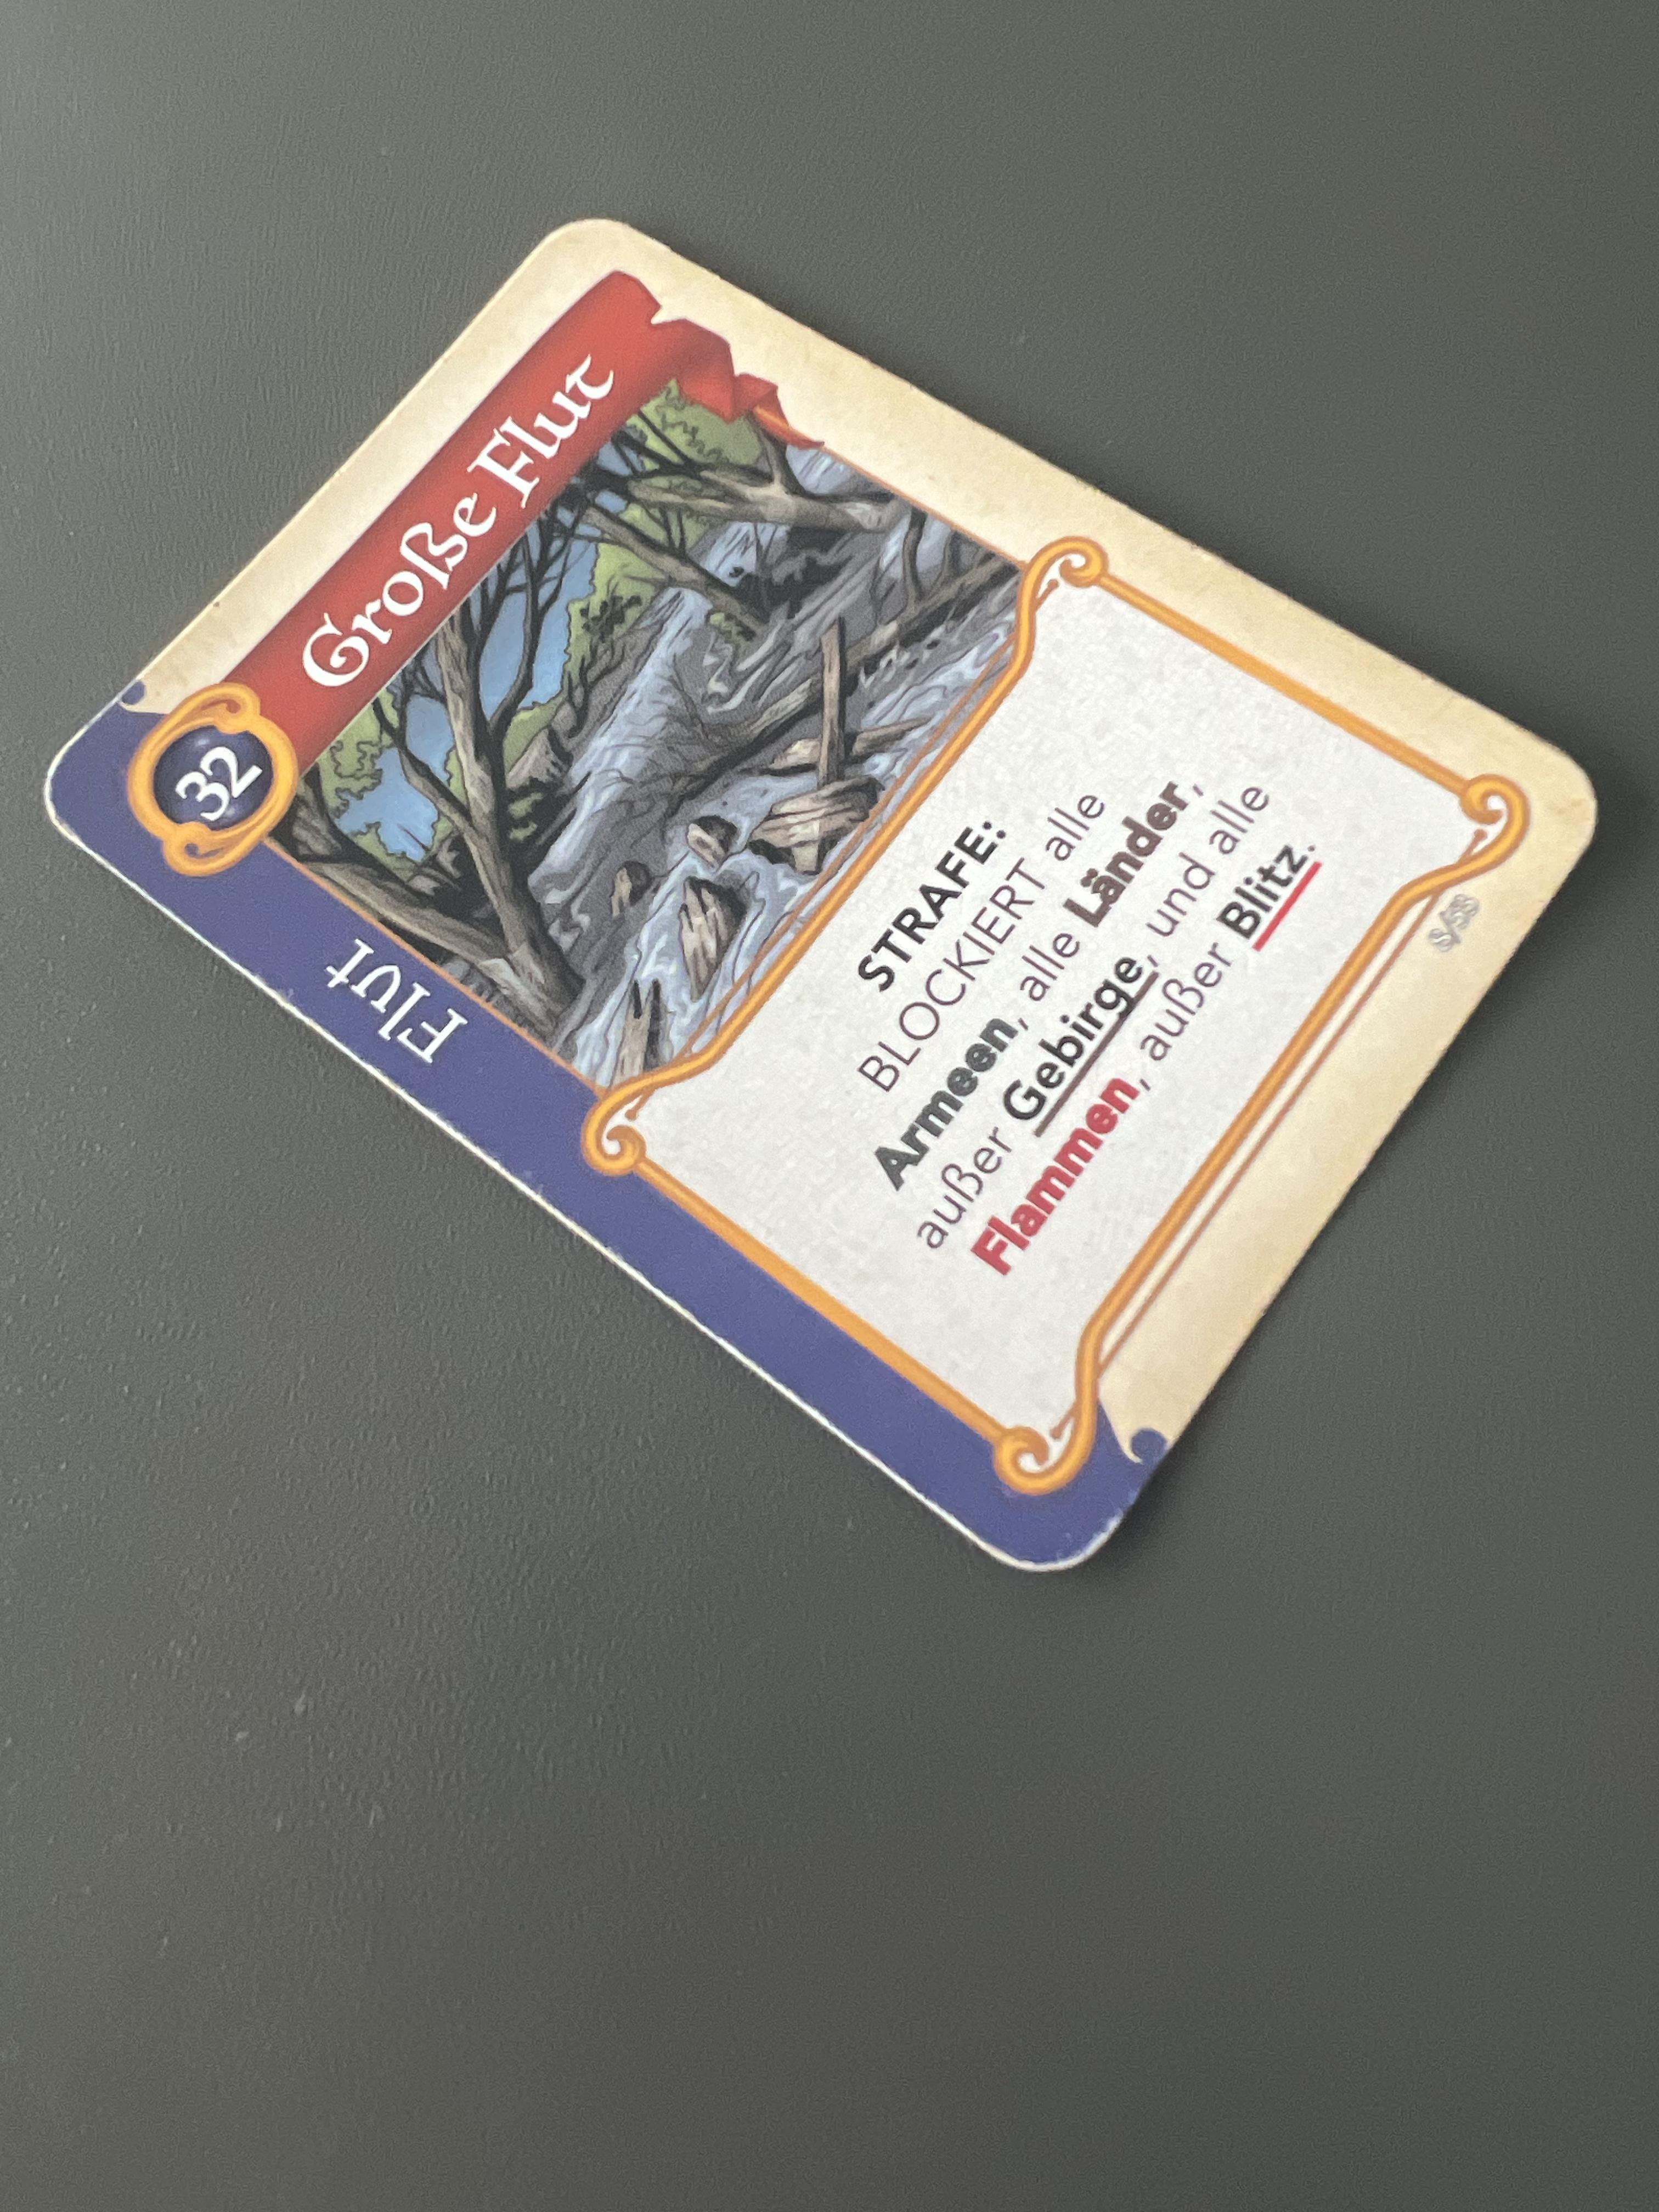 32
Große Flut
Flut
STRAFE:
BLOCKIERT alle
Armeen, alle Länder,
außer Gebirge, und alle
Flammen, außer Blitz.